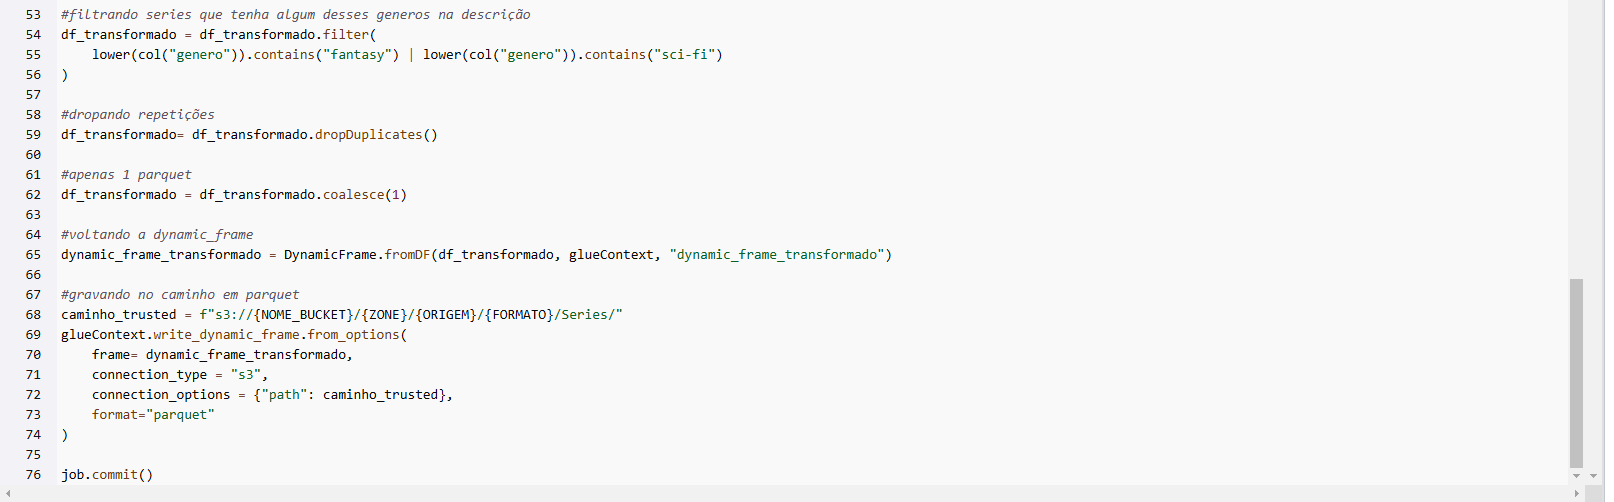 53 #filtrando series que tenha algum desses generos na descrição
54 df_transformado = df_transformado.filter(
55     lower(col("genero")).contains("fantasy") | lower(col("genero")).contains("sci-fi")
56 )
57
58 #dropando repetições
59 df_transformado= df_transformado.dropDuplicates()
60
61 #apenas 1 parquet
62 df_transformado = df_transformado.coalesce(1)
63
64 #voltando a dynamic_frame
65 dynamic_frame_transformado = DynamicFrame.fromDF(df_transformado, glueContext, "dynamic_frame_transformado")
66
67 #gravando no caminho em parquet
68 caminho_trusted = f"s3://{NOME_BUCKET}/{ZONE}/{ORIGEM}/{FORMATO}/Series/"
69 glueContext.write_dynamic_frame.from_options(
70     frame= dynamic_frame_transformado,
71     connection_type = "s3",
72     connection_options = {"path": caminho_trusted},
73     format="parquet"
74 )
75
76 job.commit()